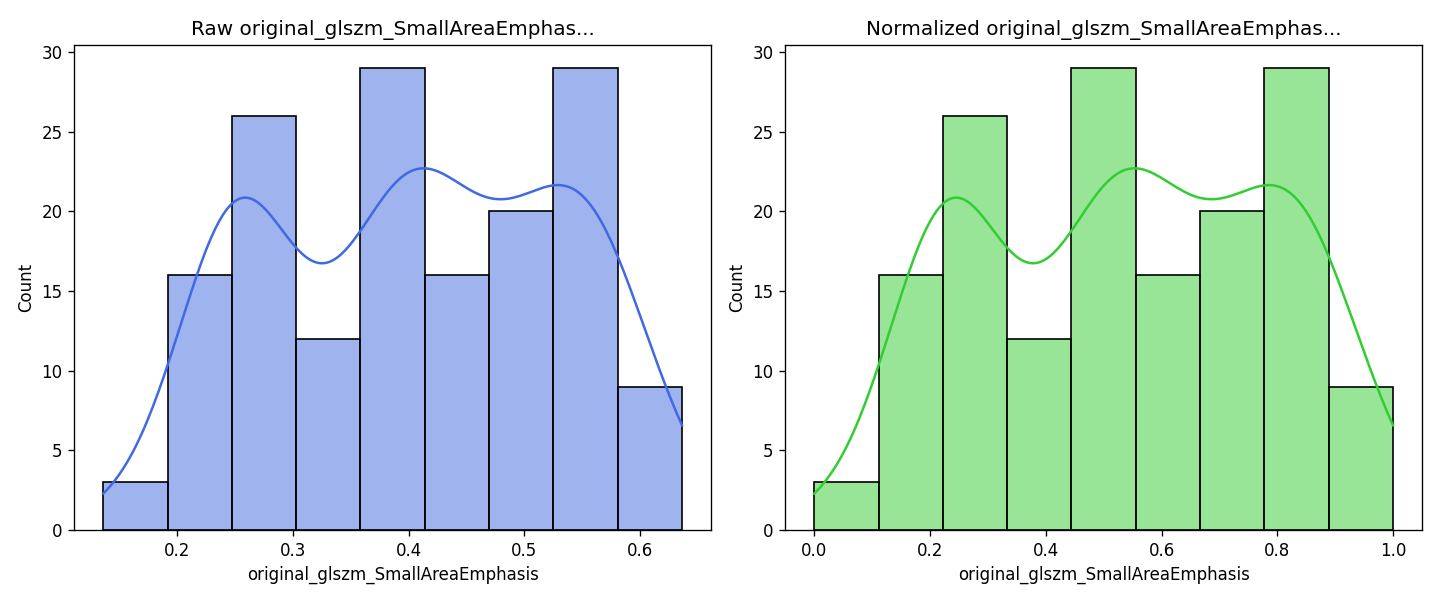 Raw original_glszm_SmallAreaEmphas...
30
25
20
15
10
5
0
Count
0.2 0.3 0.4 0.5 0.6
original_glszm_SmallAreaEmphasis
Normalized original_glszm_SmallAreaEmphas...
30
25
20
15
10
5
0
Count
0.0 0.2 0.4 0.6 0.8 1.0
original_glszm_SmallAreaEmphasis